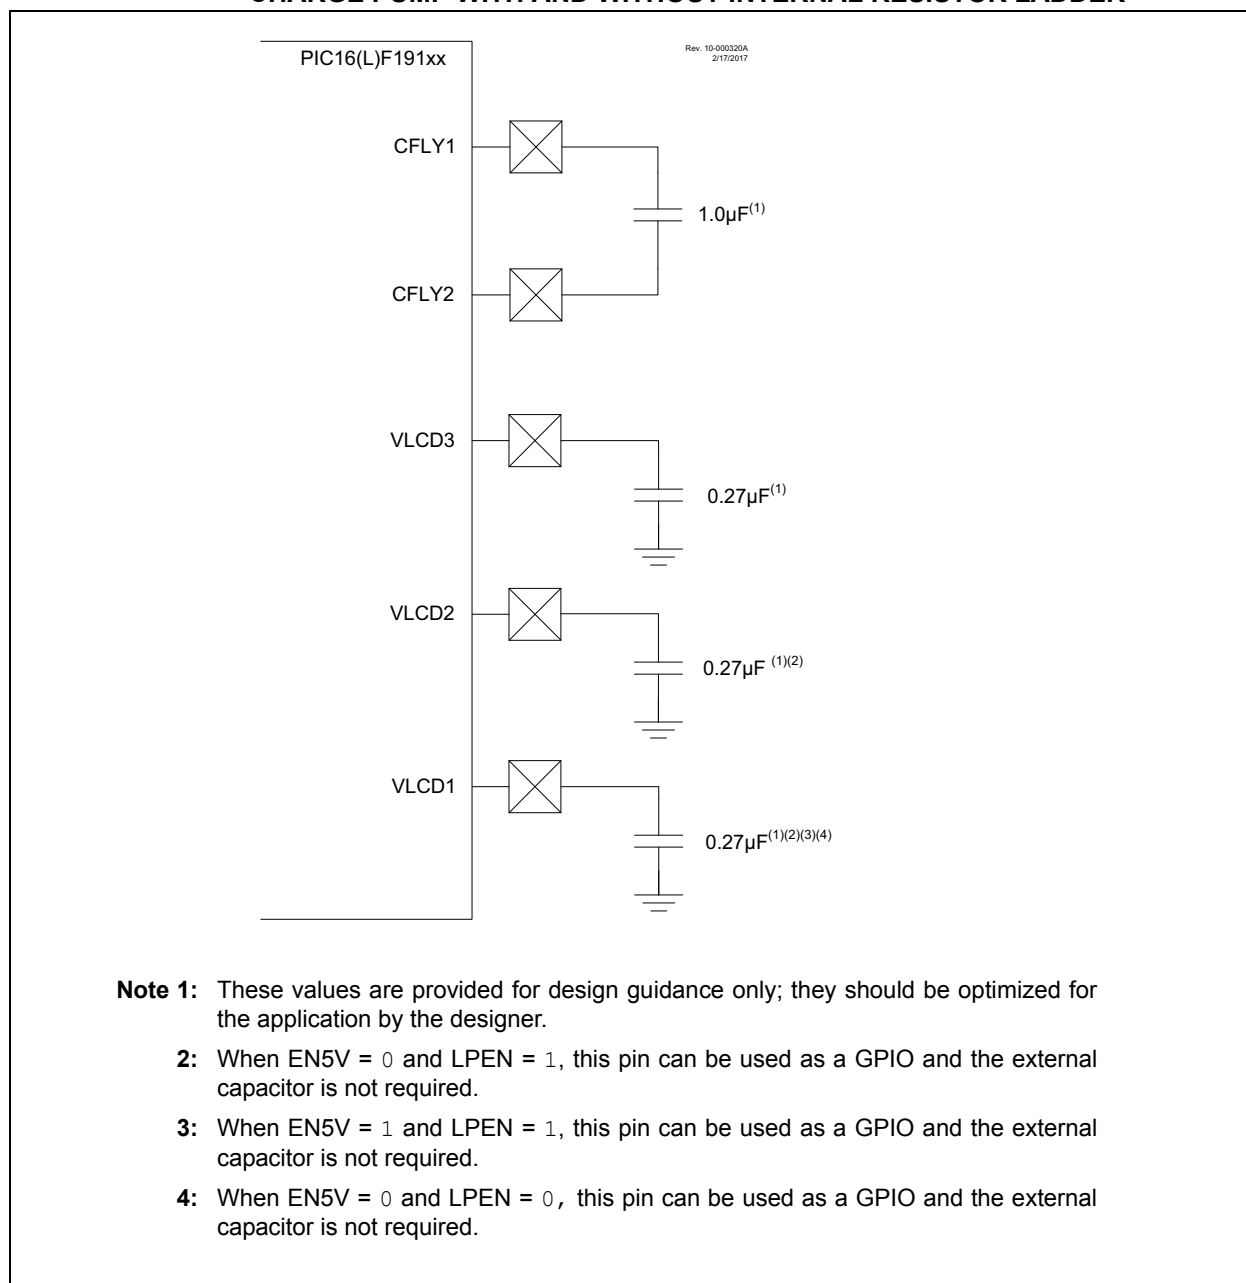 CHARGE PUMP WITH AND WITHOUT INTERNAL RESISTOR LADDER
PIC16(L)F191xx
Rev. 10-000320A
2/17/2017
CFLY1
1.0µF(1)
CFLY2
VLCD3
0.27µF(1)
VLCD2
0.27µF (1)(2)
VLCD1
0.27µF(1)(2)(3)(4)
Note 1: These values are provided for design guidance only; they should be optimized for
the application by the designer.
2: When EN5V = 0 and LPEN = 1, this pin can be used as a GPIO and the external
capacitor is not required.
3: When EN5V = 1 and LPEN = 1, this pin can be used as a GPIO and the external
capacitor is not required.
4: When EN5V = 0 and LPEN = 0, this pin can be used as a GPIO and the external
capacitor is not required.